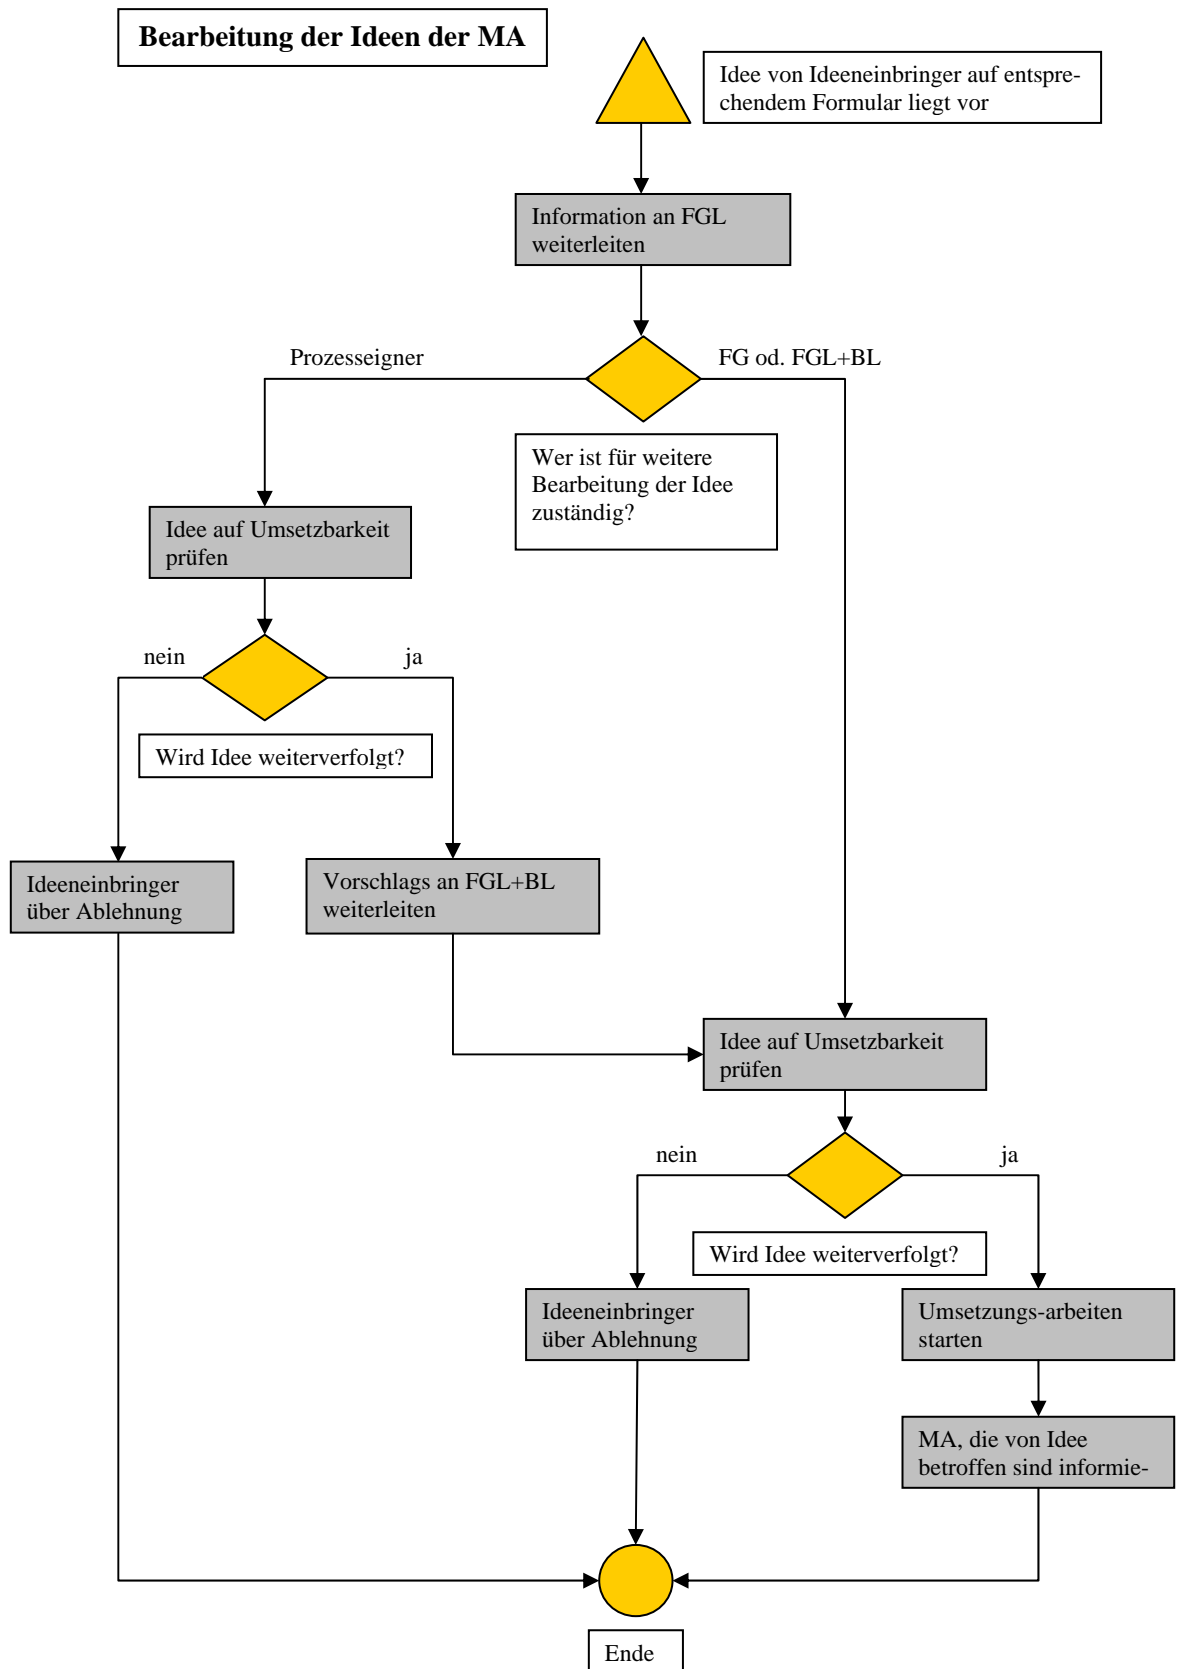 Bearbeitung der Ideen der MA
Idee von Ideeneinbringer auf entspre-
chendem Formular liegt vor
Information an FGL
weiterleiten
Prozesseigner
FG od. FGL+BL
Wer ist für weitere
Bearbeitung der Idee
zuständig?
Idee auf Umsetzbarkeit
prüfen
nein
ja
Wird Idee weiterverfolgt?
Ideeneinbringer
über Ablehnung
Vorschlags an FGL+BL
weiterleiten
Idee auf Umsetzbarkeit
prüfen
nein
ja
Wird Idee weiterverfolgt?
Ideeneinbringer
über Ablehnung
Umsetzungs-arbeiten
starten
MA, die von Idee
betroffen sind informie-
Ende